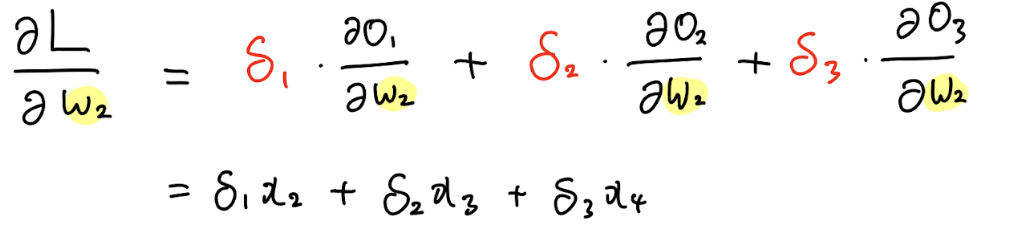 ∂L/∂w₂ = δ₁ · ∂O₁/∂w₂ + δ₂ · ∂O₂/∂w₂ + δ₃ · ∂O₃/∂w₂
= δ₁x₂ + δ₂x₃ + δ₃x₄